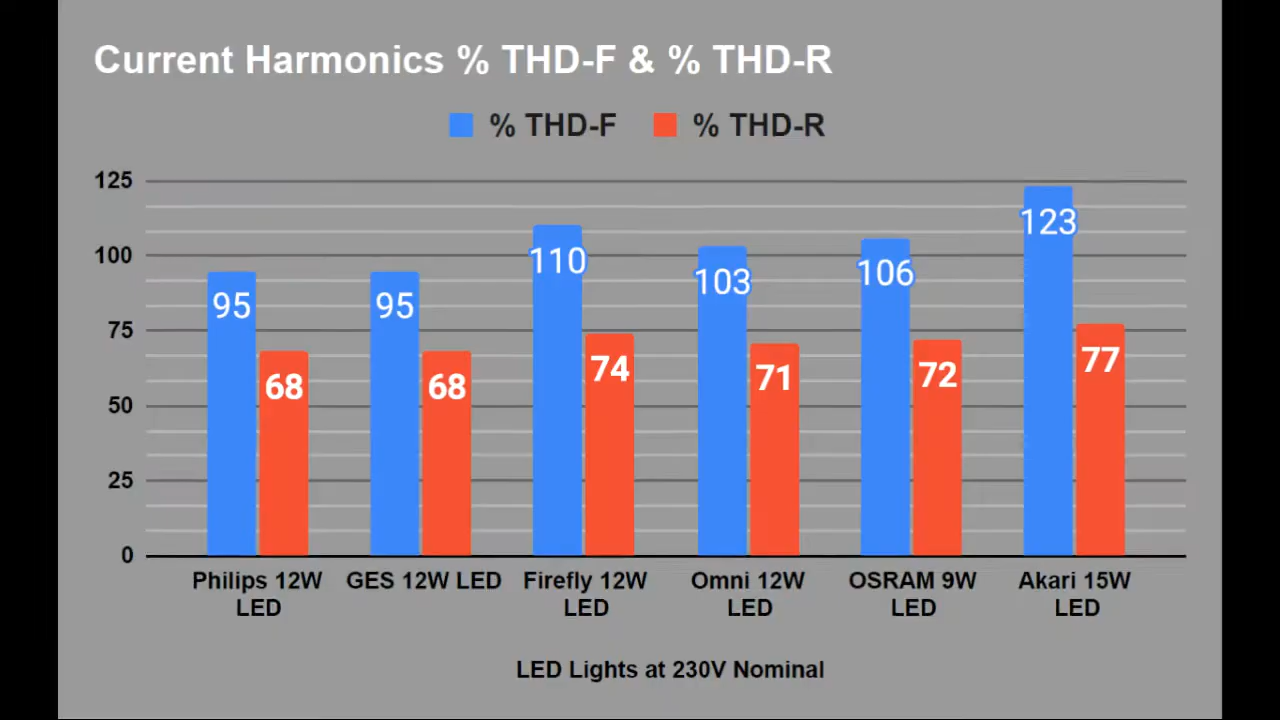 Current Harmonics % THD-F & % THD-R
% THD-F % THD-R
125
100
75
50
25
0
95 68 95 68 110 74 103 71 106 72 123 77
Philips 12W LED
GES 12W LED
Firefly 12W LED
Omni 12W LED
OSRAM 9W LED
Akari 15W LED
LED Lights at 230V Nominal